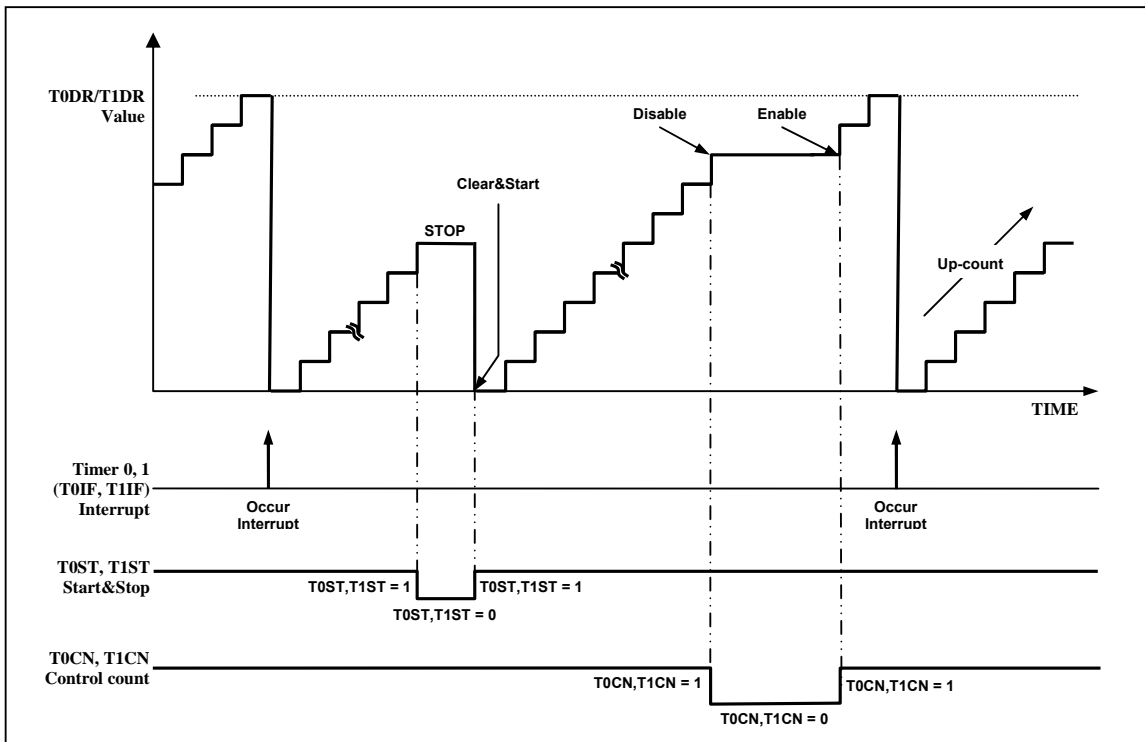 T0DR/T1DR
Value
Disable
Enable
Clear&Start
STOP
Up-count
TIME
Timer 0, 1
(T0IF, T1IF)
Interrupt
Occur
Interrupt
Occur
Interrupt
T0ST, T1ST
Start&Stop
T0ST,T1ST = 1
T0ST,T1ST = 1
T0ST,T1ST = 0
T0CN, T1CN
Control count
T0CN,T1CN = 1
T0CN,T1CN = 1
T0CN,T1CN = 0